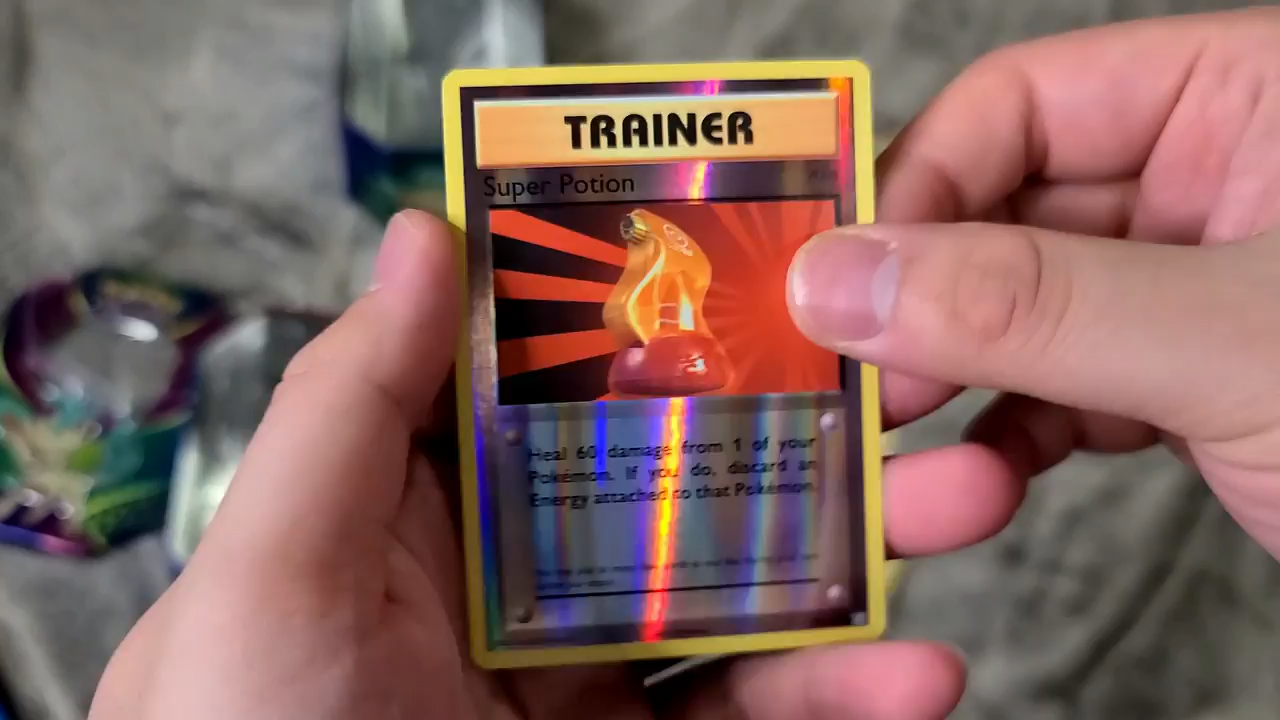 TRAINER
Super Potion
Heal 60 damage from 1 of your
Pokémon. If you do, discard an
Energy attached to that Pokémon.